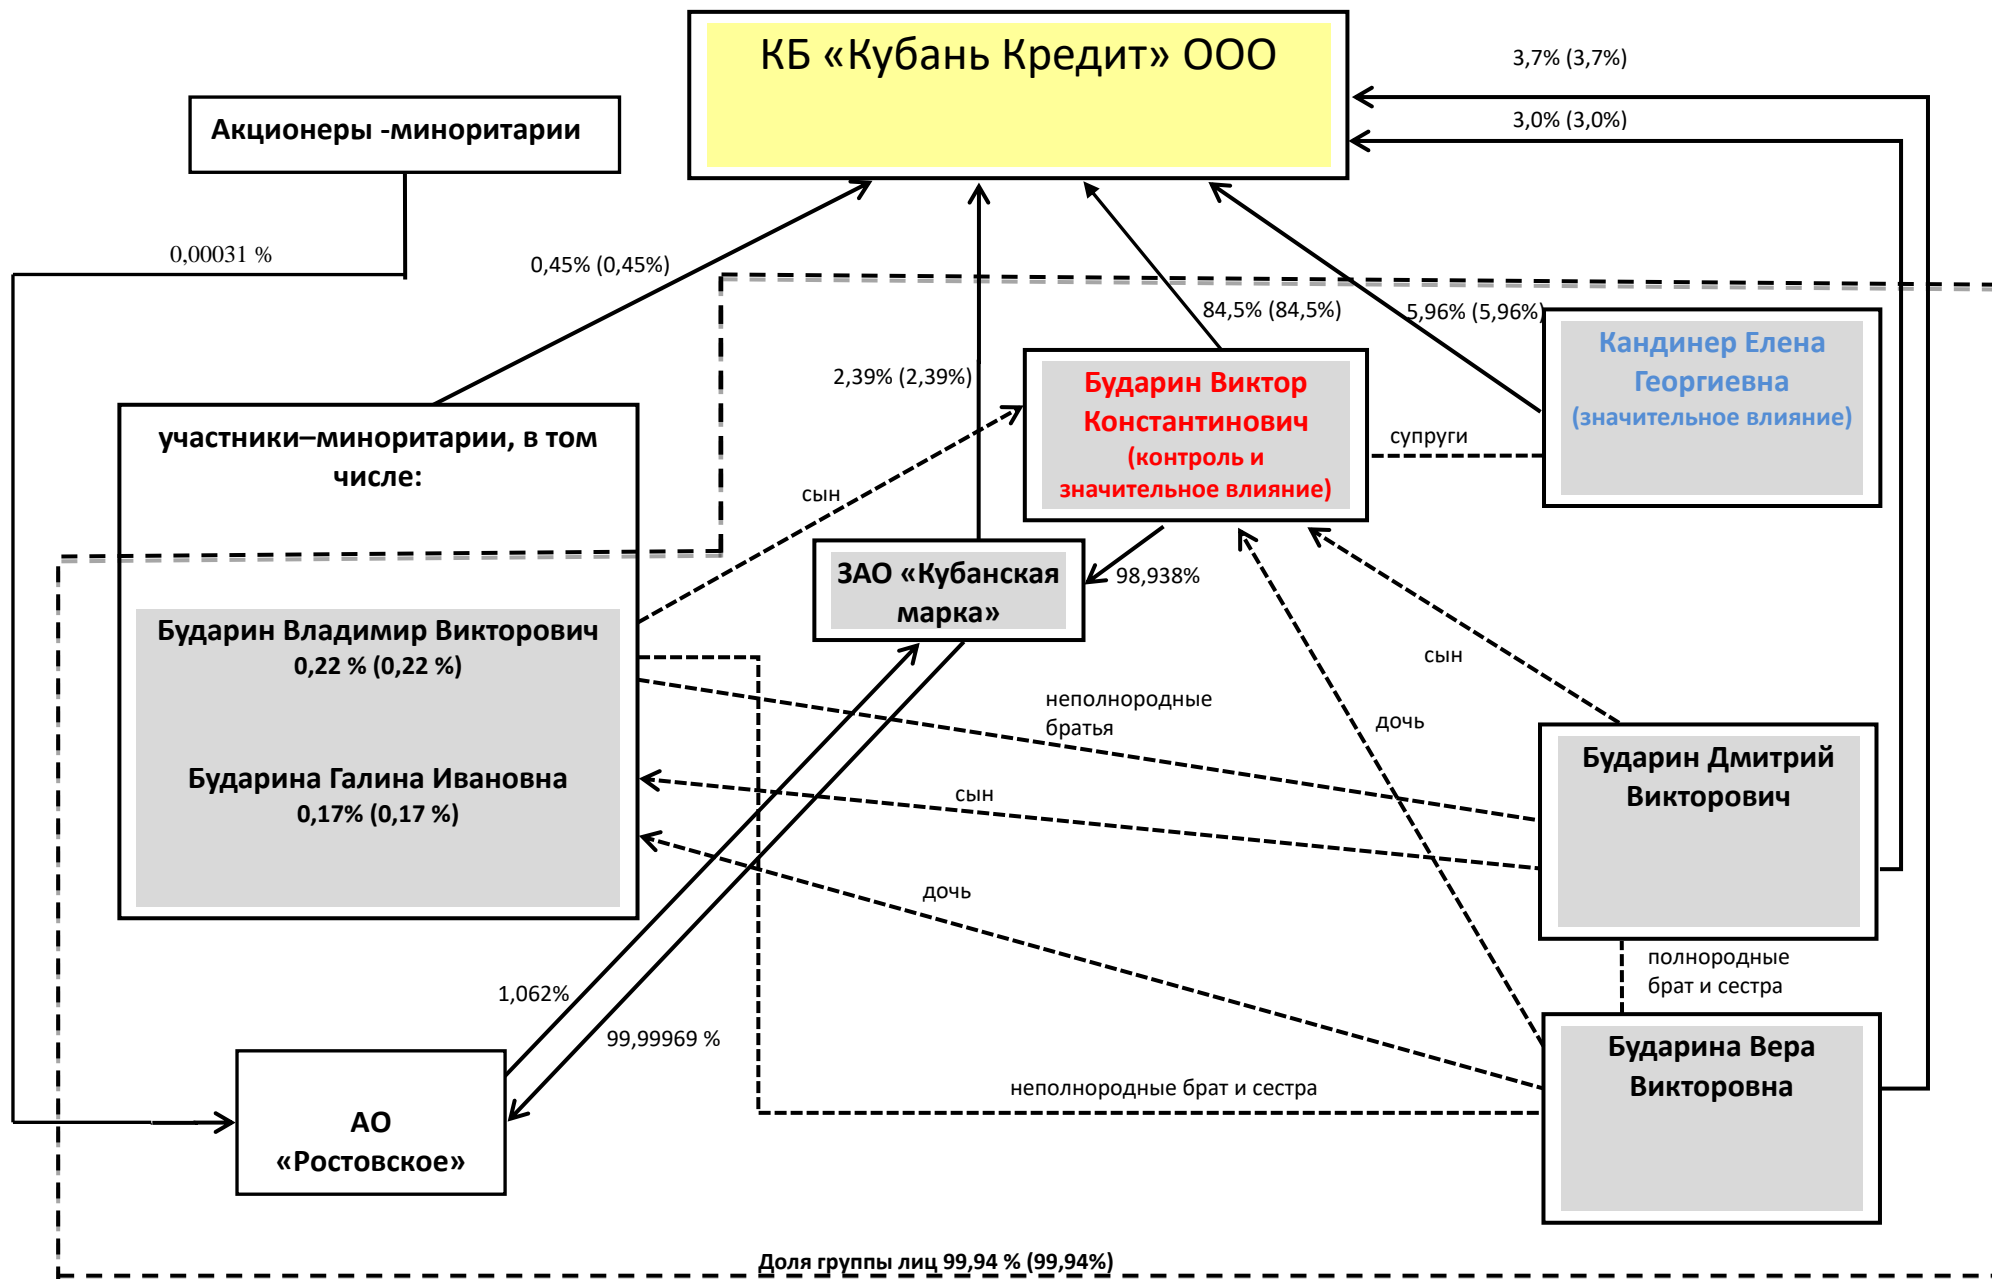 КБ «Кубань Кредит» ООО
3,7% (3,7%)
3,0% (3,0%)
Акционеры -миноритарии
0,00031 %
0,45% (0,45%)
84,5% (84,5%)
5,96% (5,96%)
2,39% (2,39%)
Кандинер Елена
Георгиевна
(значительное влияние)
Бударин Виктор
Константинович
(контроль и
значительное влияние)
супруги
участники–миноритарии, в том
числе:
сын
ЗАО «Кубанская
марка»
98,938%
Бударин Владимир Викторович
0,22 % (0,22 %)
сын
неполнородные
братья
дочь
Бударин Дмитрий
Викторович
Бударина Галина Ивановна
0,17% (0,17 %)
сын
дочь
полнородные
брат и сестра
1,062%
99,99969 %
Бударина Вера
Викторовна
неполнородные брат и сестра
АО
«Ростовское»
Доля группы лиц 99,94 % (99,94%)